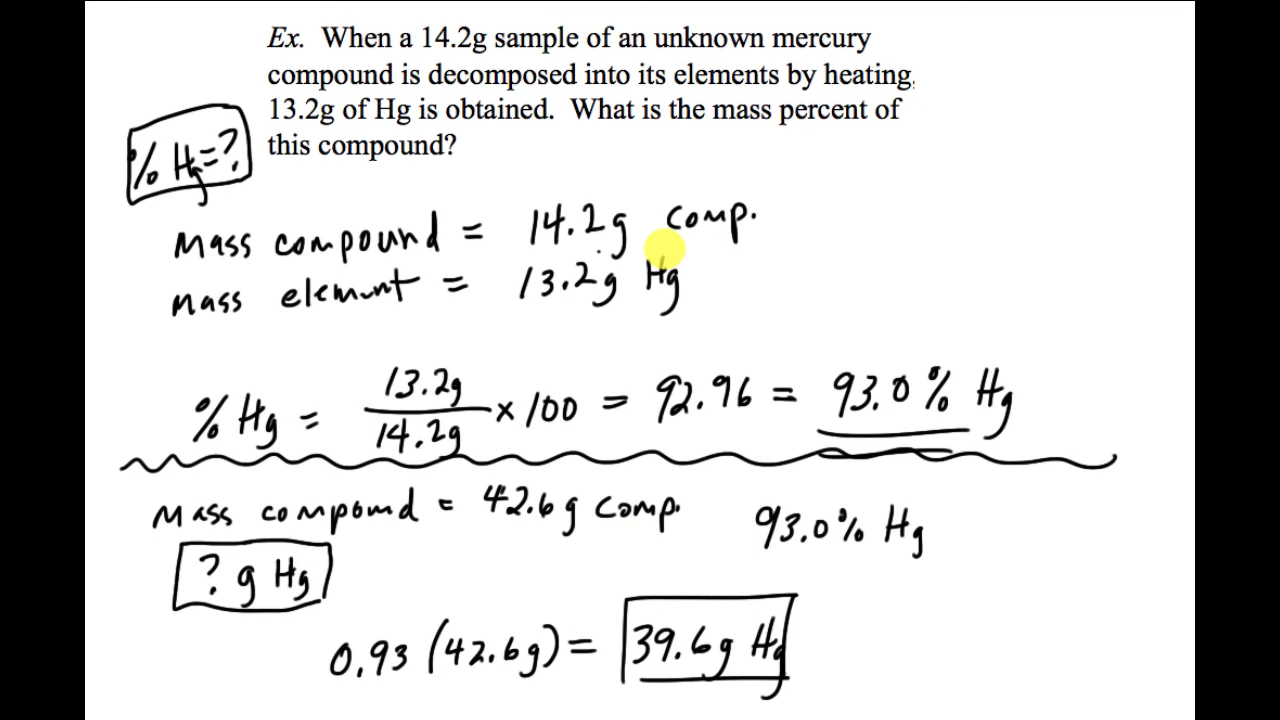 Ex. When a 14.2g sample of an unknown mercury
compound is decomposed into its elements by heating,
13.2g of Hg is obtained. What is the mass percent of
this compound?
% Hg=?
Mass compound = 14.2g comp.
Mass element = 13.2g Hg
% Hg = 13.2g/14.2g × 100 = 92.96 = 93.0% Hg
Mass compound = 42.6g comp.
93.0% Hg
? g Hg
0.93 (42.6g) = 39.6g Hg